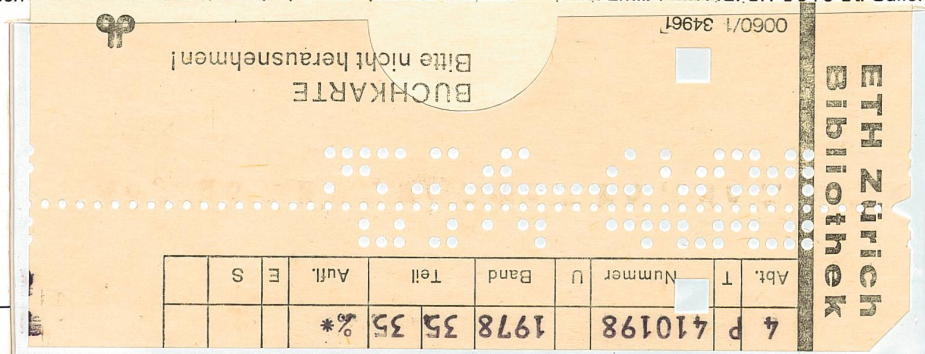 ETH Zürich
Bibliothek
4 P 410198 1978 35 35 %*
Abt. T Nummer U Band Teil Aufl. E S
BUCHKARTE
Bitte nicht herausnehmen!
0060/1 34961